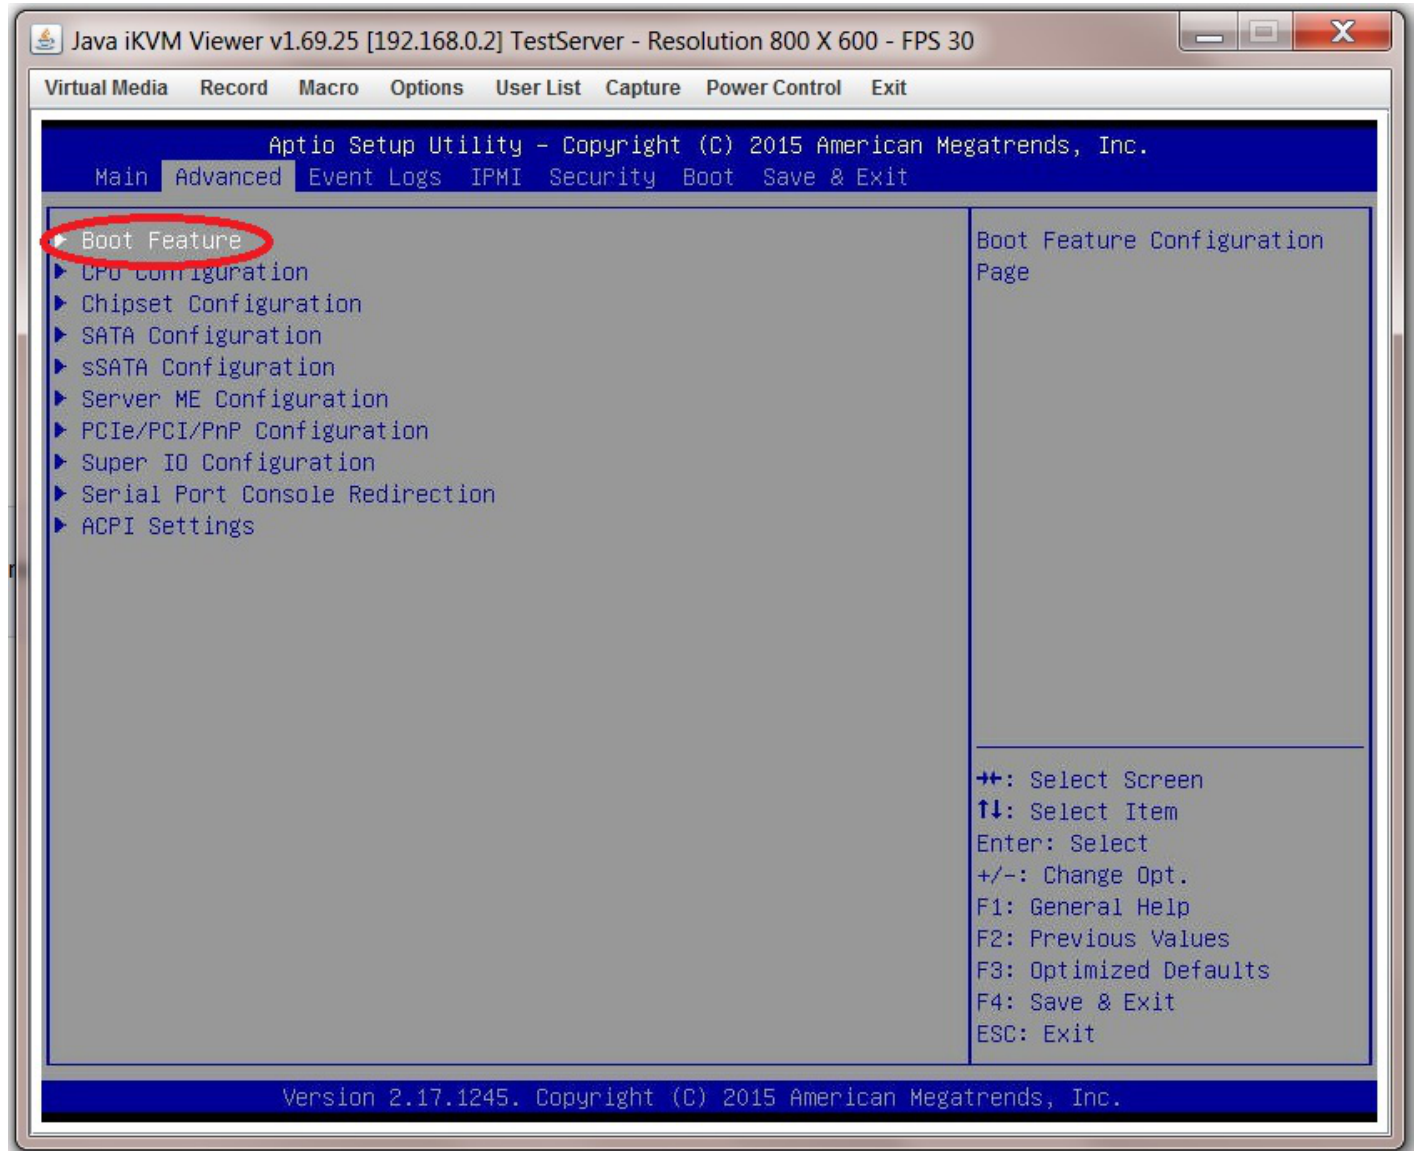 Java iKVM Viewer v1.69.25 [192.168.0.2] TestServer - Resolution 800 X 600 - FPS 30
Virtual Media Record Macro Options User List Capture Power Control Exit
Aptio Setup Utility – Copyright (C) 2015 American Megatrends, Inc.
Main Advanced Event Logs IPMI Security Boot Save & Exit
Boot Feature
CPU Configuration
Chipset Configuration
SATA Configuration
sSATA Configuration
Server ME Configuration
PCIe/PCI/PnP Configuration
Super IO Configuration
Serial Port Console Redirection
ACPI Settings
Boot Feature Configuration
Page
→←: Select Screen
↑↓: Select Item
Enter: Select
+/-: Change Opt.
F1: General Help
F2: Previous Values
F3: Optimized Defaults
F4: Save & Exit
ESC: Exit
Version 2.17.1245. Copyright (C) 2015 American Megatrends, Inc.